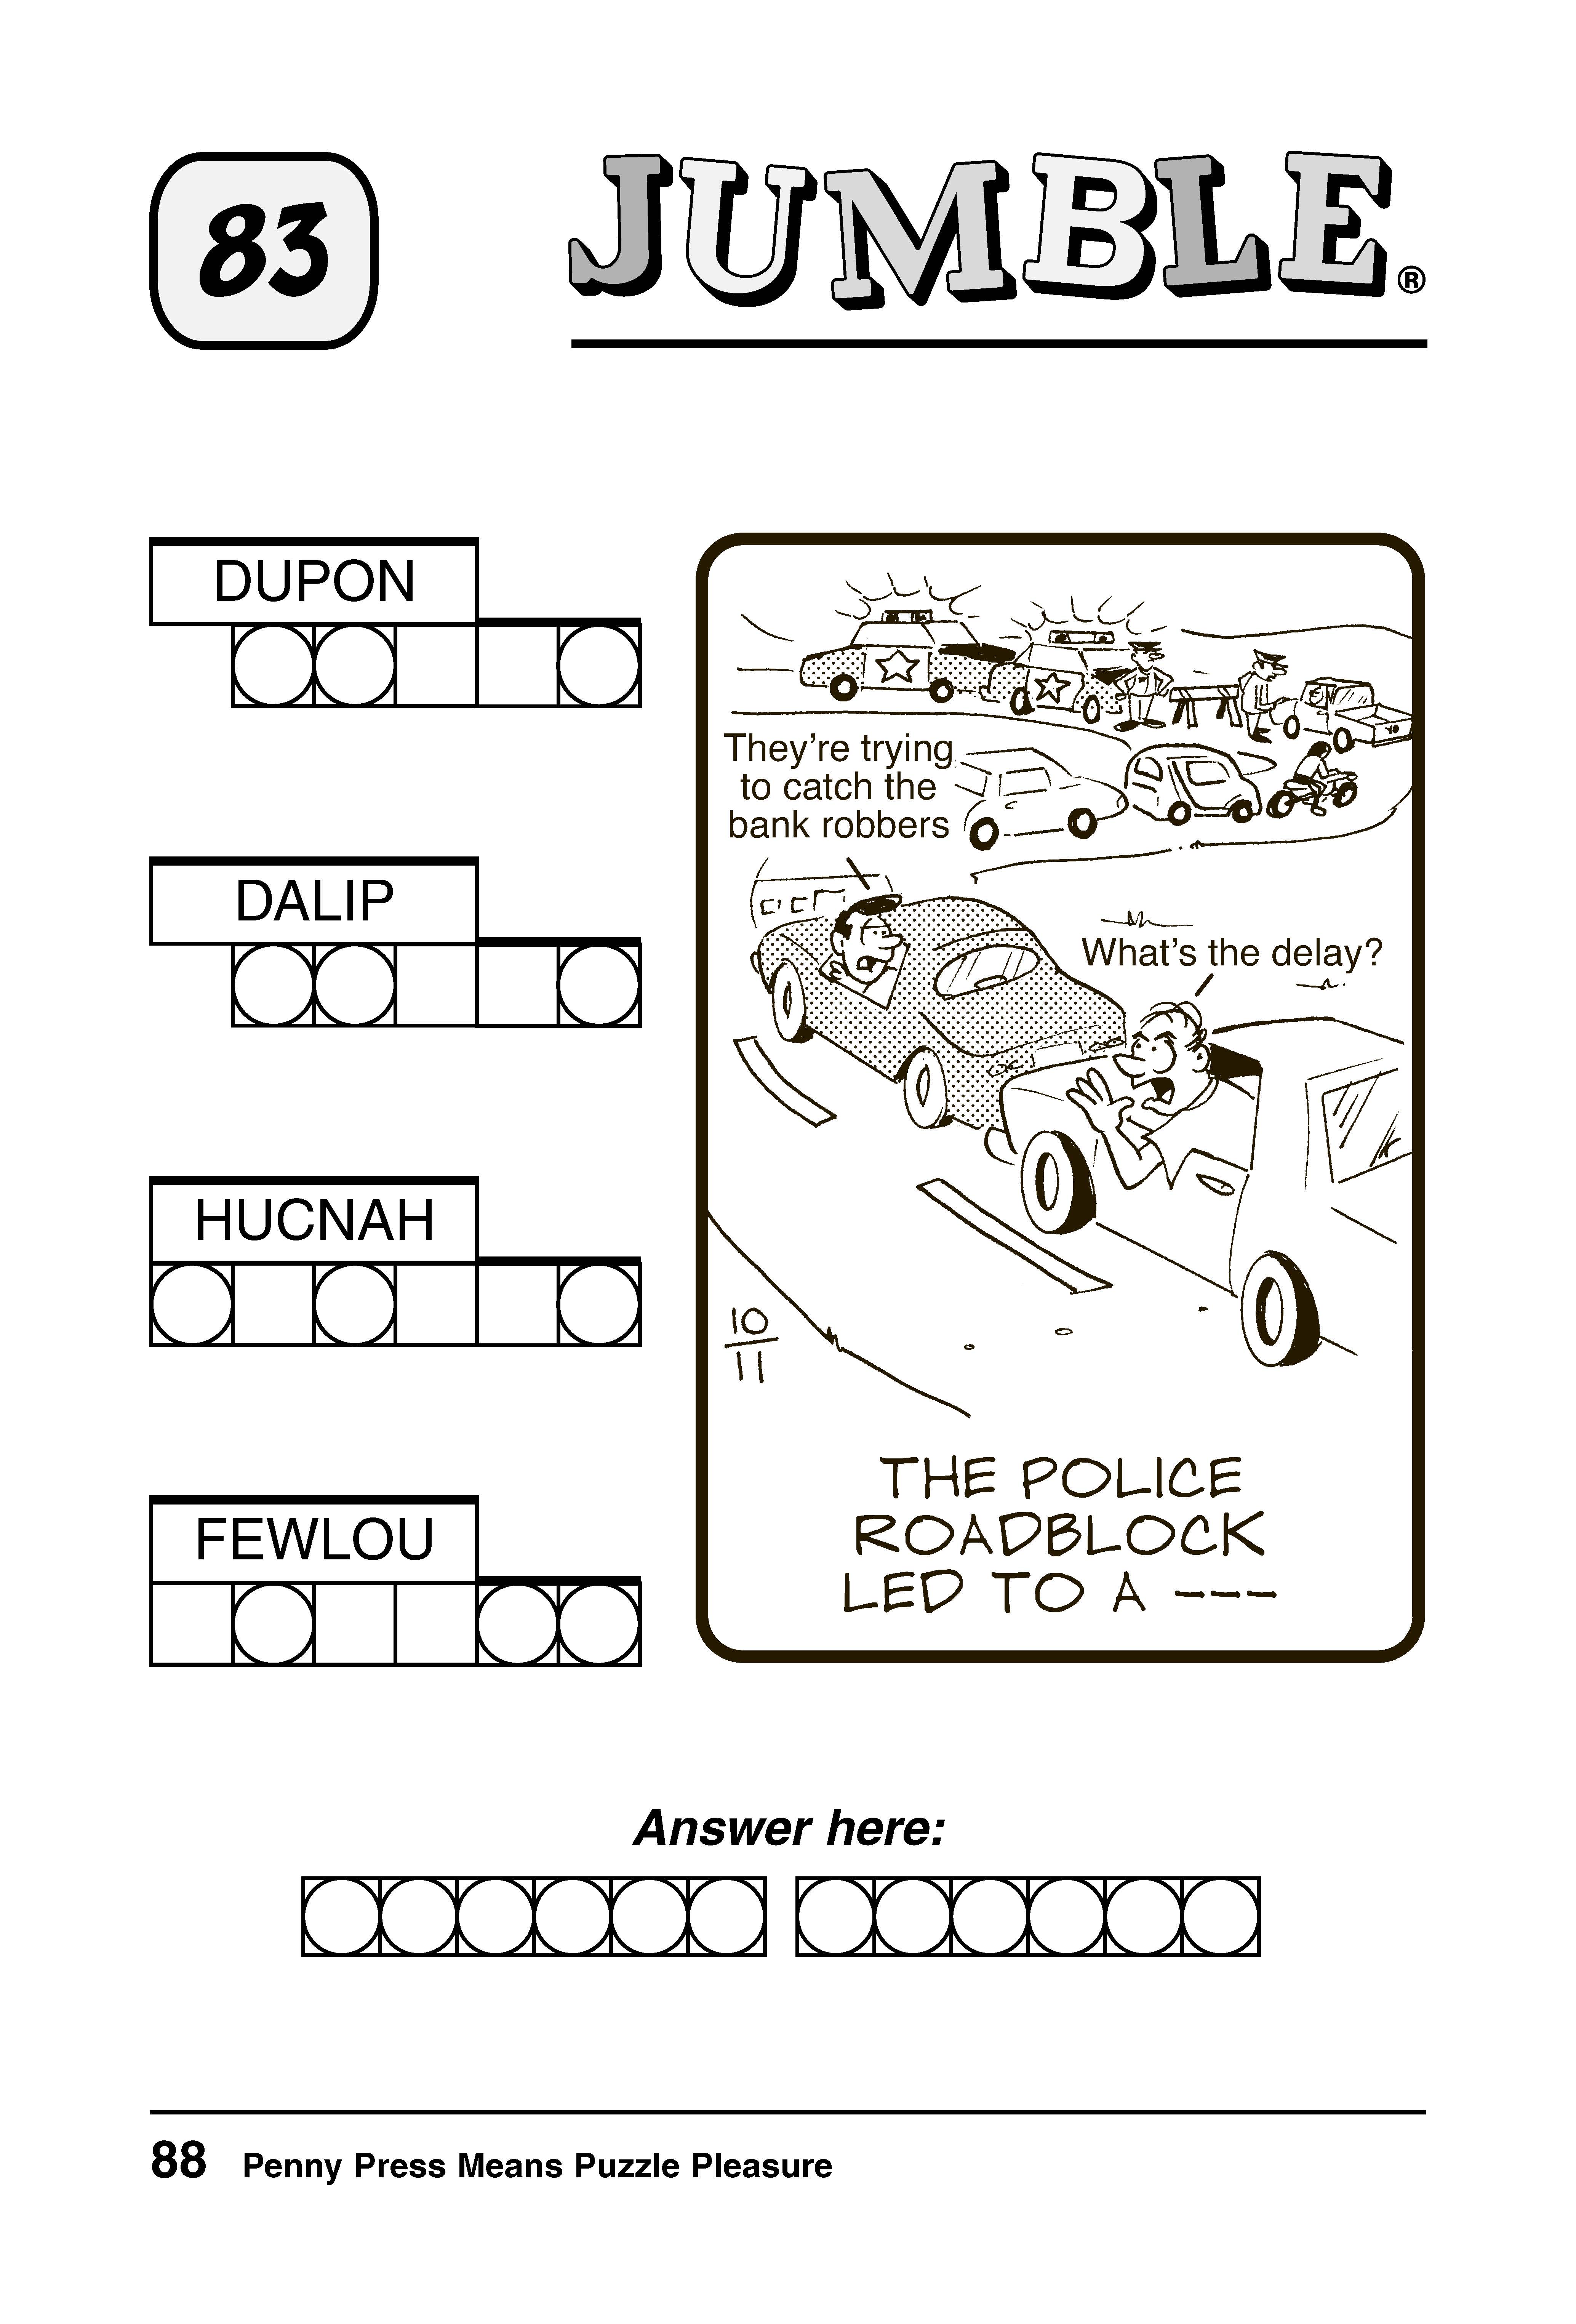 83
JUMBLE®
DUPON
DALIP
HUCNAH
FEWLOU
They're trying
to catch the
bank robbers
What's the delay?
YO
10
11
THE POLICE
ROADBLOCK
LED TO A ---
Answer here:
88 Penny Press Means Puzzle Pleasure